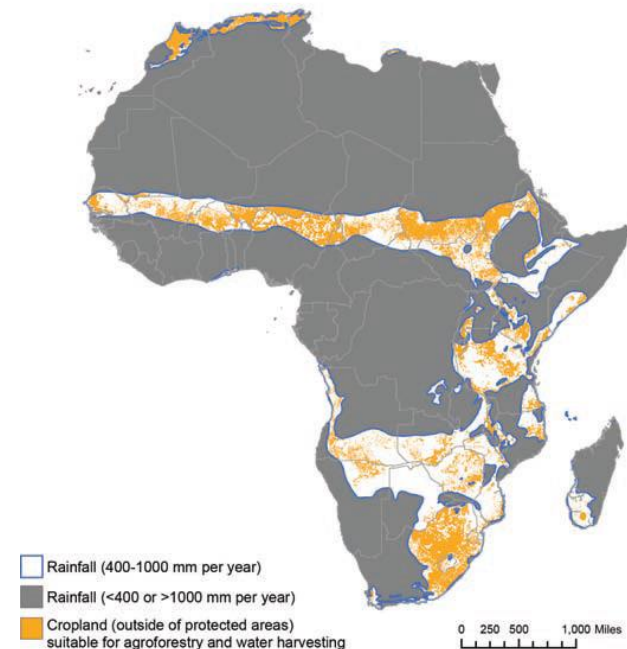 Rainfall (400-1000 mm per year)
Rainfall (<400 or >1000 mm per year)
Cropland (outside of protected areas)
suitable for agroforestry and water harvesting
0 250 500 1,000 Miles